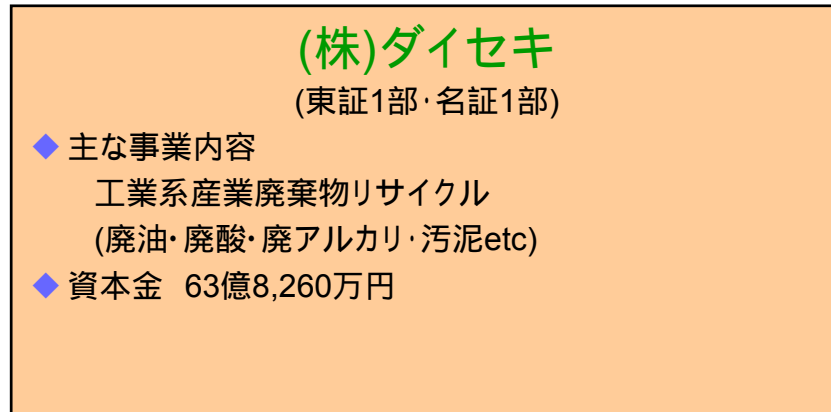 (株)ダイセキ
(東証1部・名証1部)
◆ 主な事業内容
工業系産業廃棄物リサイクル
(廃油・廃酸・廃アルカリ・汚泥etc)
◆ 資本金 63億8,260万円